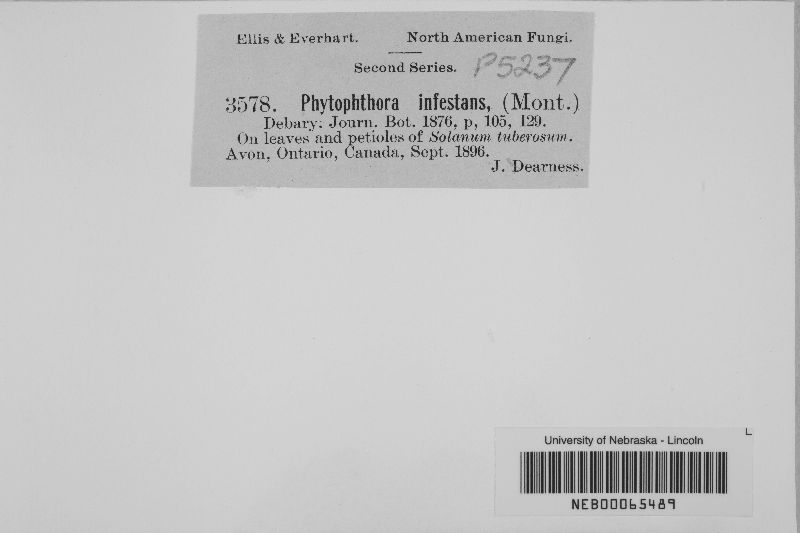 Ellis & Everhart. North American Fungi.
Second Series. P5237
3578. Phytophthora infestans, (Mont.)
Debary: Journ. Bot. 1876, p, 105, 129.
On leaves and petioles of Solanum tuberosum.
Avon, Ontario, Canada, Sept. 1896.
J. Dearness.
L
University of Nebraska - Lincoln
NEB00065489